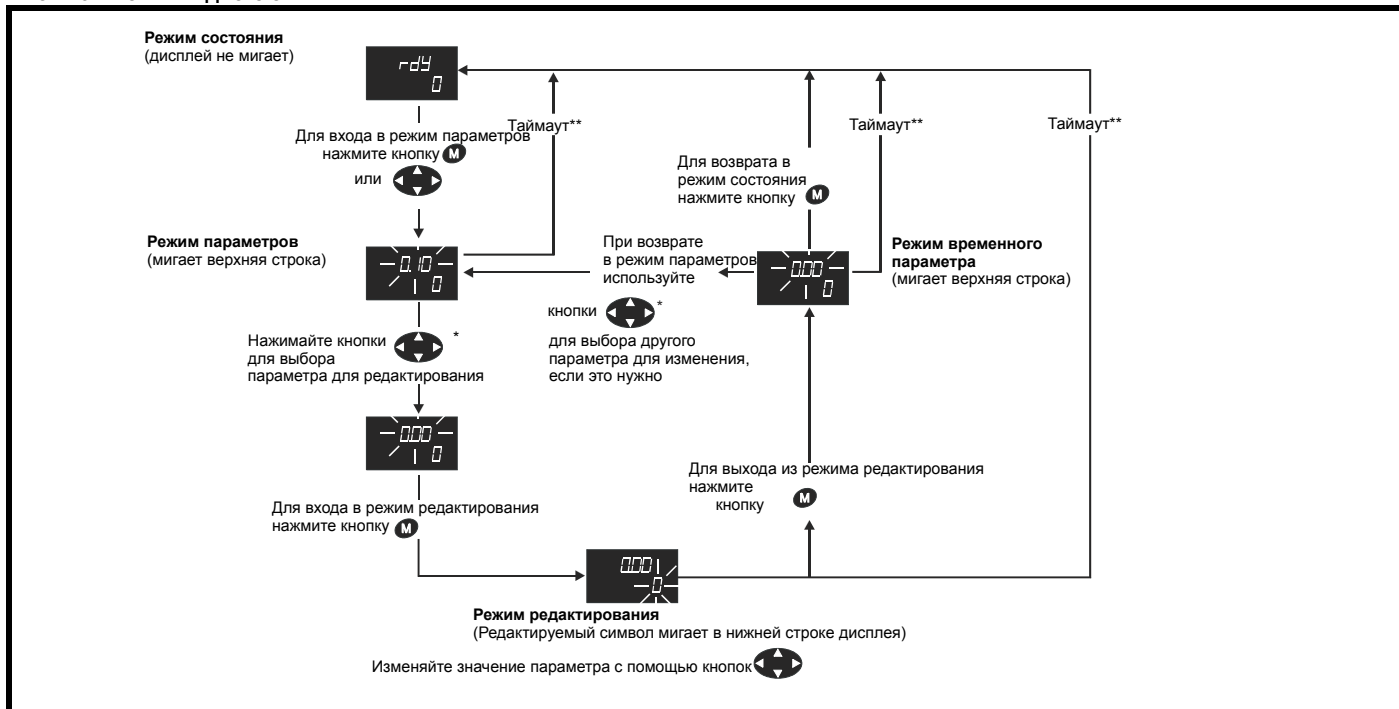 Режим состояния
(дисплей не мигает)
rdY
0
Для входа в режим параметров
нажмите кнопку M
или
Таймаут**
Таймаут**
Таймаут**
Для возврата в
режим состояния
нажмите кнопку M
Режим параметров
(мигает верхняя строка)
0.10
0
При возврате
в режим параметров
используйте
кнопки *
для выбора другого
параметра для изменения,
если это нужно
0.00
0
Режим временного
параметра
(мигает верхняя строка)
Нажимайте кнопки *
для выбора
параметра для редактирования
0.00
0
Для входа в режим редактирования
нажмите кнопку M
Для выхода из режима редактирования
нажмите
кнопку M
0.00
0
Режим редактирования
(Редактируемый символ мигает в нижней строке дисплея)
Изменяйте значение параметра с помощью кнопок